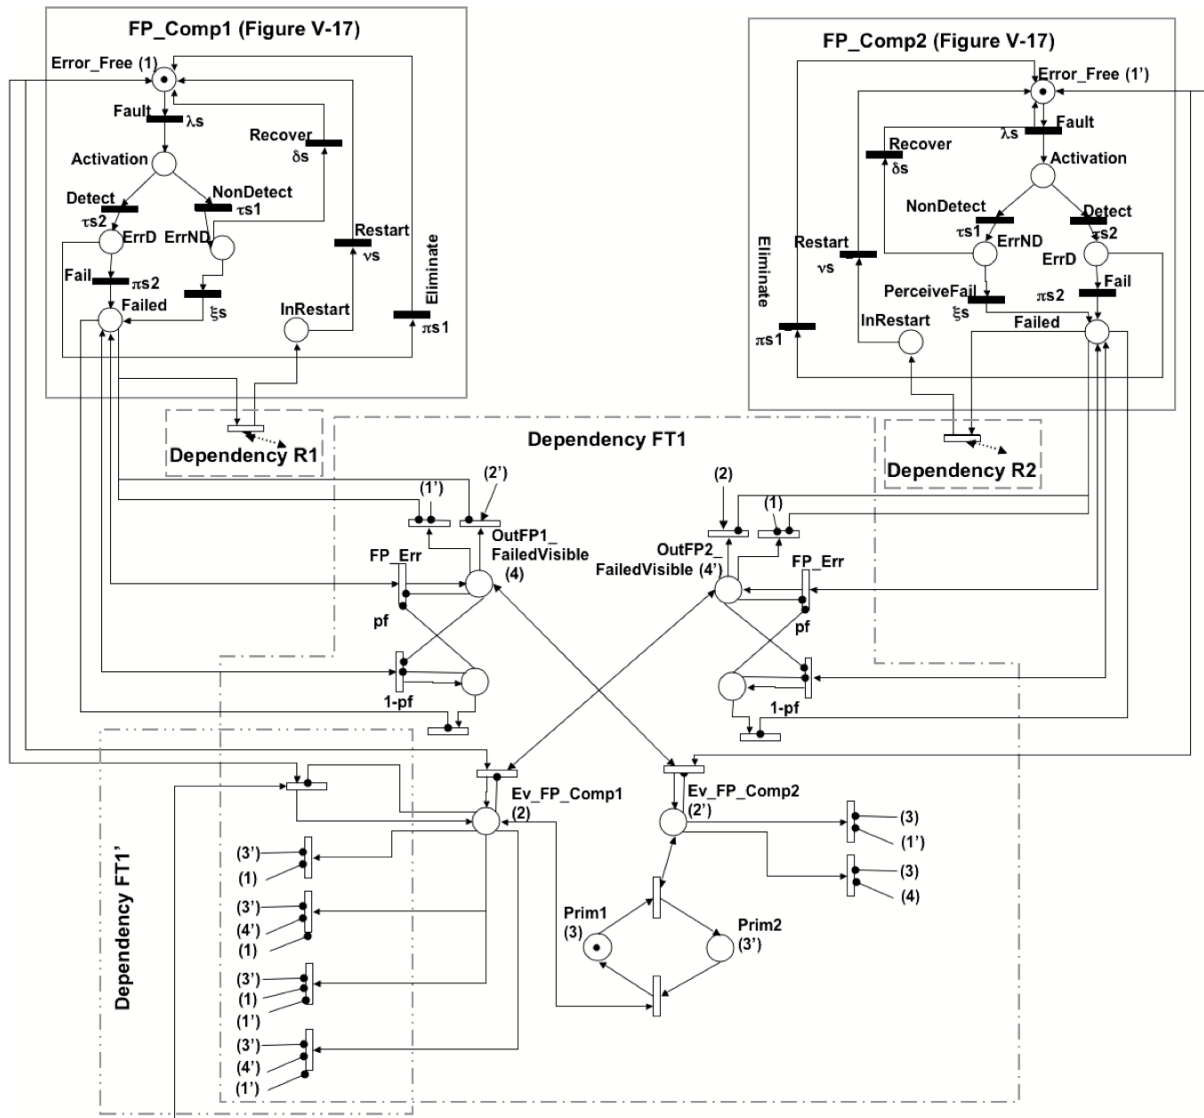 FP_Comp1 (Figure V-17)
Error_Free (1)
Fault
λs
Recover
δs
Activation
Detect
τs2
NonDetect
τs1
ErrD
ErrND
Restart
νs
Eliminate
Fail
πs2
Failed
ξs
InRestart
πs1
FP_Comp2 (Figure V-17)
Error_Free (1')
λs
Fault
Recover
δs
Activation
NonDetect
τs1
Detect
τs2
ErrND
ErrD
Eliminate
Restart
νs
PerceiveFail
ξs
πs2
Fail
InRestart
Failed
πs1
Dependency R1
Dependency FT1
Dependency R2
(1')
(2')
(2)
(1)
OutFP1_
FailedVisible
(4)
FP_Err
pf
1-pf
OutFP2_
FailedVisible (4')
FP_Err
pf
1-pf
Ev_FP_Comp1
(2)
Ev_FP_Comp2
(2')
(3)
(1')
(3)
(4)
Dependency FT1'
(3')
(1)
(3')
(4')
(1)
(3')
(1)
(1')
(3')
(4')
(1')
Prim1
(3)
Prim2
(3')